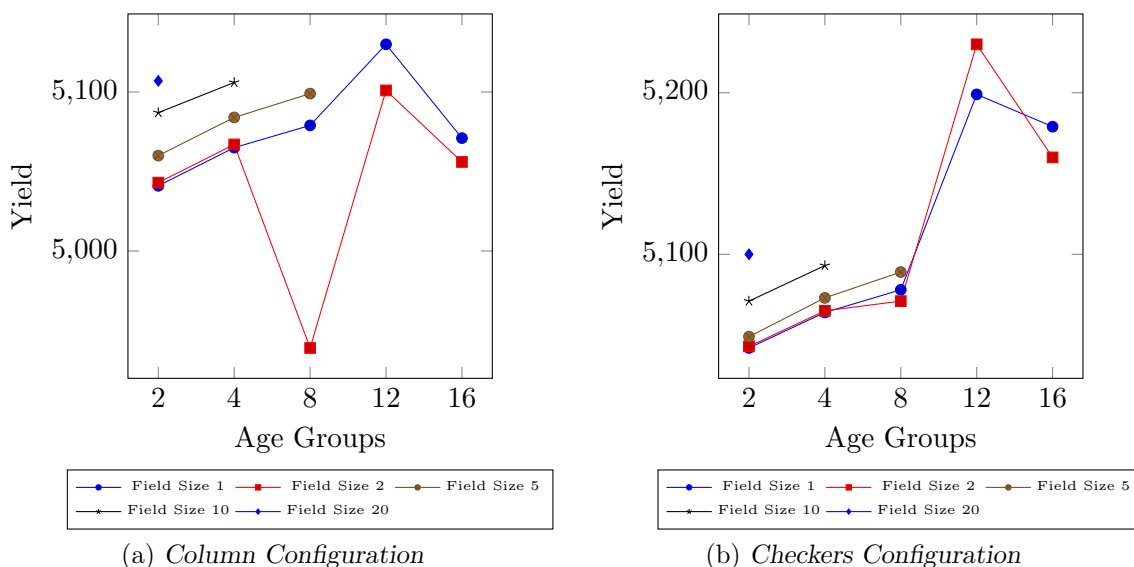 5,100
5,000
Yield
2 4 8 12 16
Age Groups
Field Size 1 Field Size 2 Field Size 5
Field Size 10 Field Size 20
(a) Column Configuration
5,200
5,100
Yield
2 4 8 12 16
Age Groups
Field Size 1 Field Size 2 Field Size 5
Field Size 10 Field Size 20
(b) Checkers Configuration